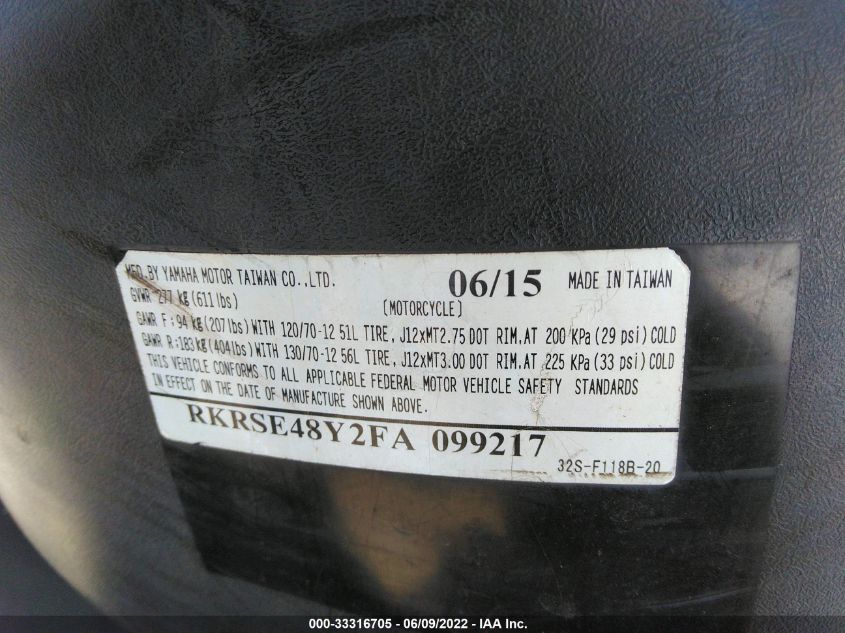 MFD. BY YAMAHA MOTOR TAIWAN CO., LTD. 06/15 MADE IN TAIWAN
GVWR 277 kg (611 lbs) [MOTORCYCLE]
GAWR F : 94 kg (207 lbs) WITH 120/70-12 51L TIRE, J12xMT2.75 DOT RIM, AT 200 KPa (29 psi) COLD
GAWR R : 183 kg (404 lbs) WITH 130/70-12 56L TIRE, J12xMT3.00 DOT RIM, AT 225 KPa (33 psi) COLD
THIS VEHICLE CONFORMS TO ALL APPLICABLE FEDERAL MOTOR VEHICLE SAFETY STANDARDS
IN EFFECT ON THE DATE OF MANUFACTURE SHOWN ABOVE.
RKRSE48Y2FA 099217
32S-F118B-20
000-33316705 - 06/09/2022 - © IAA, Inc.